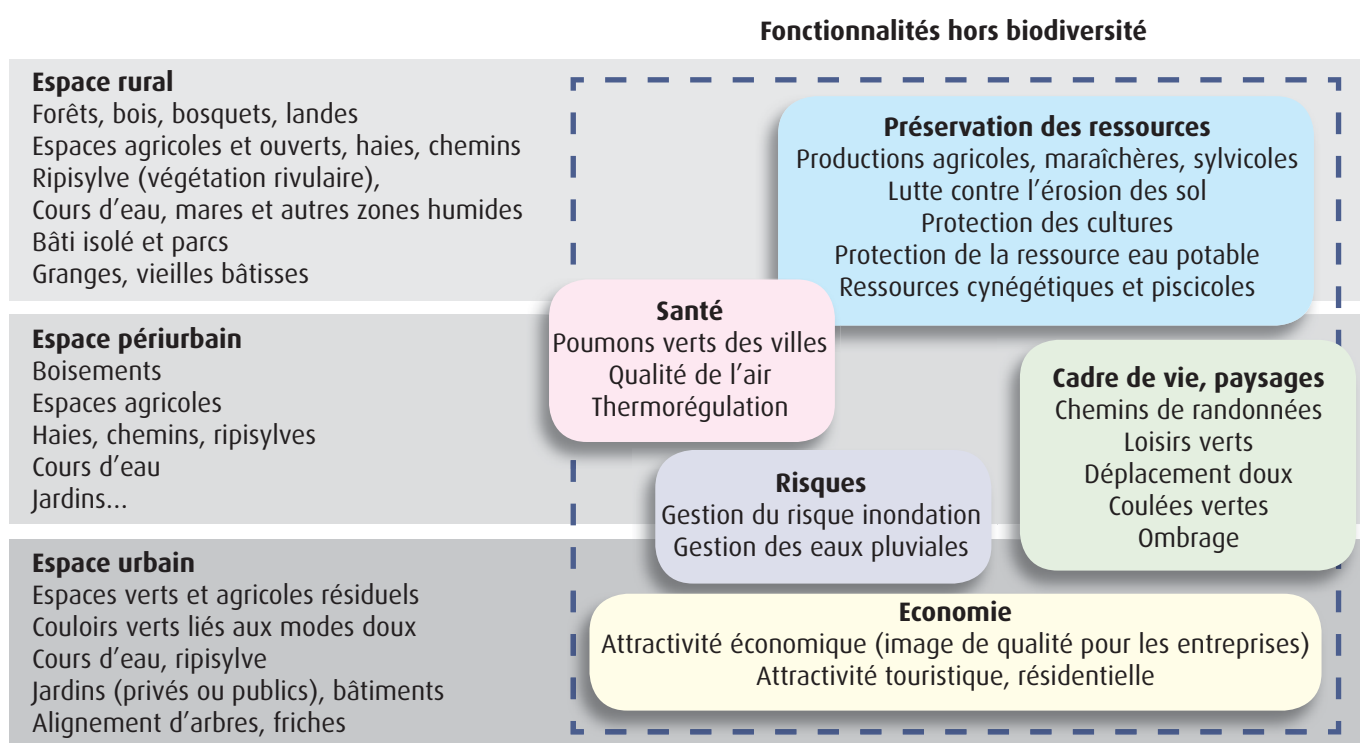 Fonctionnalités hors biodiversité
Espace rural
Forêts, bois, bosquets, landes
Espaces agricoles et ouverts, haies, chemins
Ripisylve (végétation rivulaire),
Cours d'eau, mares et autres zones humides
Bâti isolé et parcs
Granges, vieilles bâtisses
Préservation des ressources
Productions agricoles, maraîchères, sylvicoles
Lutte contre l'érosion des sol
Protection des cultures
Protection de la ressource eau potable
Ressources cynégétiques et piscicoles
Santé
Poumons verts des villes
Qualité de l'air
Thermorégulation
Espace périurbain
Boisements
Espaces agricoles
Haies, chemins, ripisylves
Cours d'eau
Jardins...
Cadre de vie, paysages
Chemins de randonnées
Loisirs verts
Déplacement doux
Coulées vertes
Ombrage
Risques
Gestion du risque inondation
Gestion des eaux pluviales
Espace urbain
Espaces verts et agricoles résiduels
Couloirs verts liés aux modes doux
Cours d'eau, ripisylve
Jardins (privés ou publics), bâtiments
Alignement d'arbres, friches
Economie
Attractivité économique (image de qualité pour les entreprises)
Attractivité touristique, résidentielle